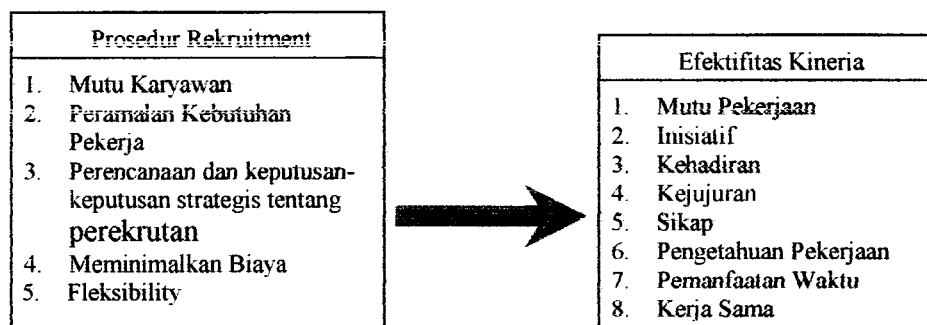 Prosedur Rekruitment
1. Mutu Karyawan
2. Peramalan Kebutuhan
Pekerja
3. Perencanaan dan keputusan-
keputusan strategis tentang
perekrutan
4. Meminimalkan Biaya
5. Fleksibility
Efektifitas Kinerja
1. Mutu Pekerjaan
2. Inisiatif
3. Kehadiran
4. Kejujuran
5. Sikap
6. Pengetahuan Pekerjaan
7. Pemanfaatan Waktu
8. Kerja Sama